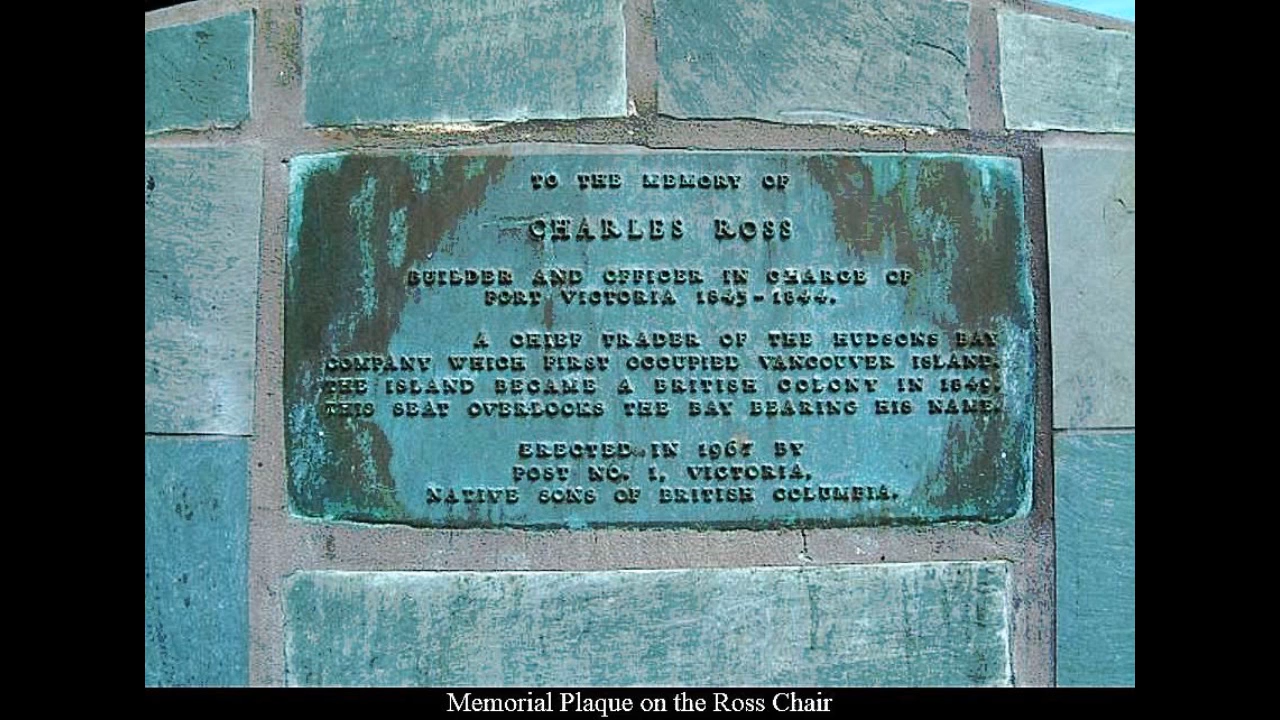 TO THE MEMORY OF
CHARLES ROSS
BUILDER AND OFFICER IN CHARGE OF
FORT VICTORIA 1843-1844.
A CHIEF TRADER OF THE HUDSONS BAY
COMPANY WHICH FIRST OCCUPIED VANCOUVER ISLAND.
THE ISLAND BECAME A BRITISH COLONY IN 1849.
THIS SEAT OVERLOOKS THE BAY BEARING HIS NAME.
ERECTED IN 1967 BY
POST NO. 1, VICTORIA,
NATIVE SONS OF BRITISH COLUMBIA.
Memorial Plaque on the Ross Chair